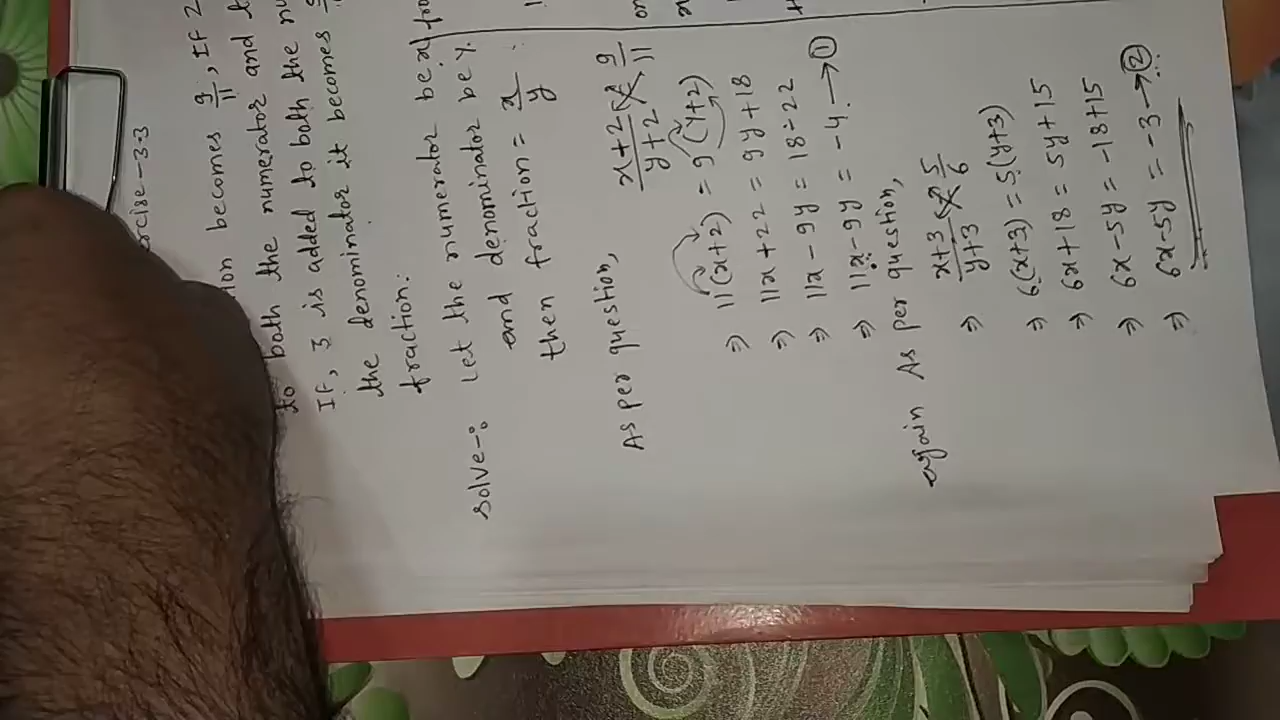 rcise-3.3
ion becomes 9/11, If 2
to both the numerator and
If, 3 is added to both the
the denominator it becomes
fraction.
Solve-: Let the numerator be x
and denominator be y.
then fraction = x/y
As per question, x+2/y+2 = 9/11
⇒ 11(x+2) = 9(y+2)
⇒ 11x+22 = 9y+18
⇒ 11x-9y = 18-22
⇒ 11x-9y = -4. → ①
again As per question,
⇒ x+3/y+3 = 5/6
⇒ 6(x+3) = 5(y+3)
⇒ 6x+18 = 5y+15
⇒ 6x-5y = -18+15
⇒ 6x-5y = -3 → ②